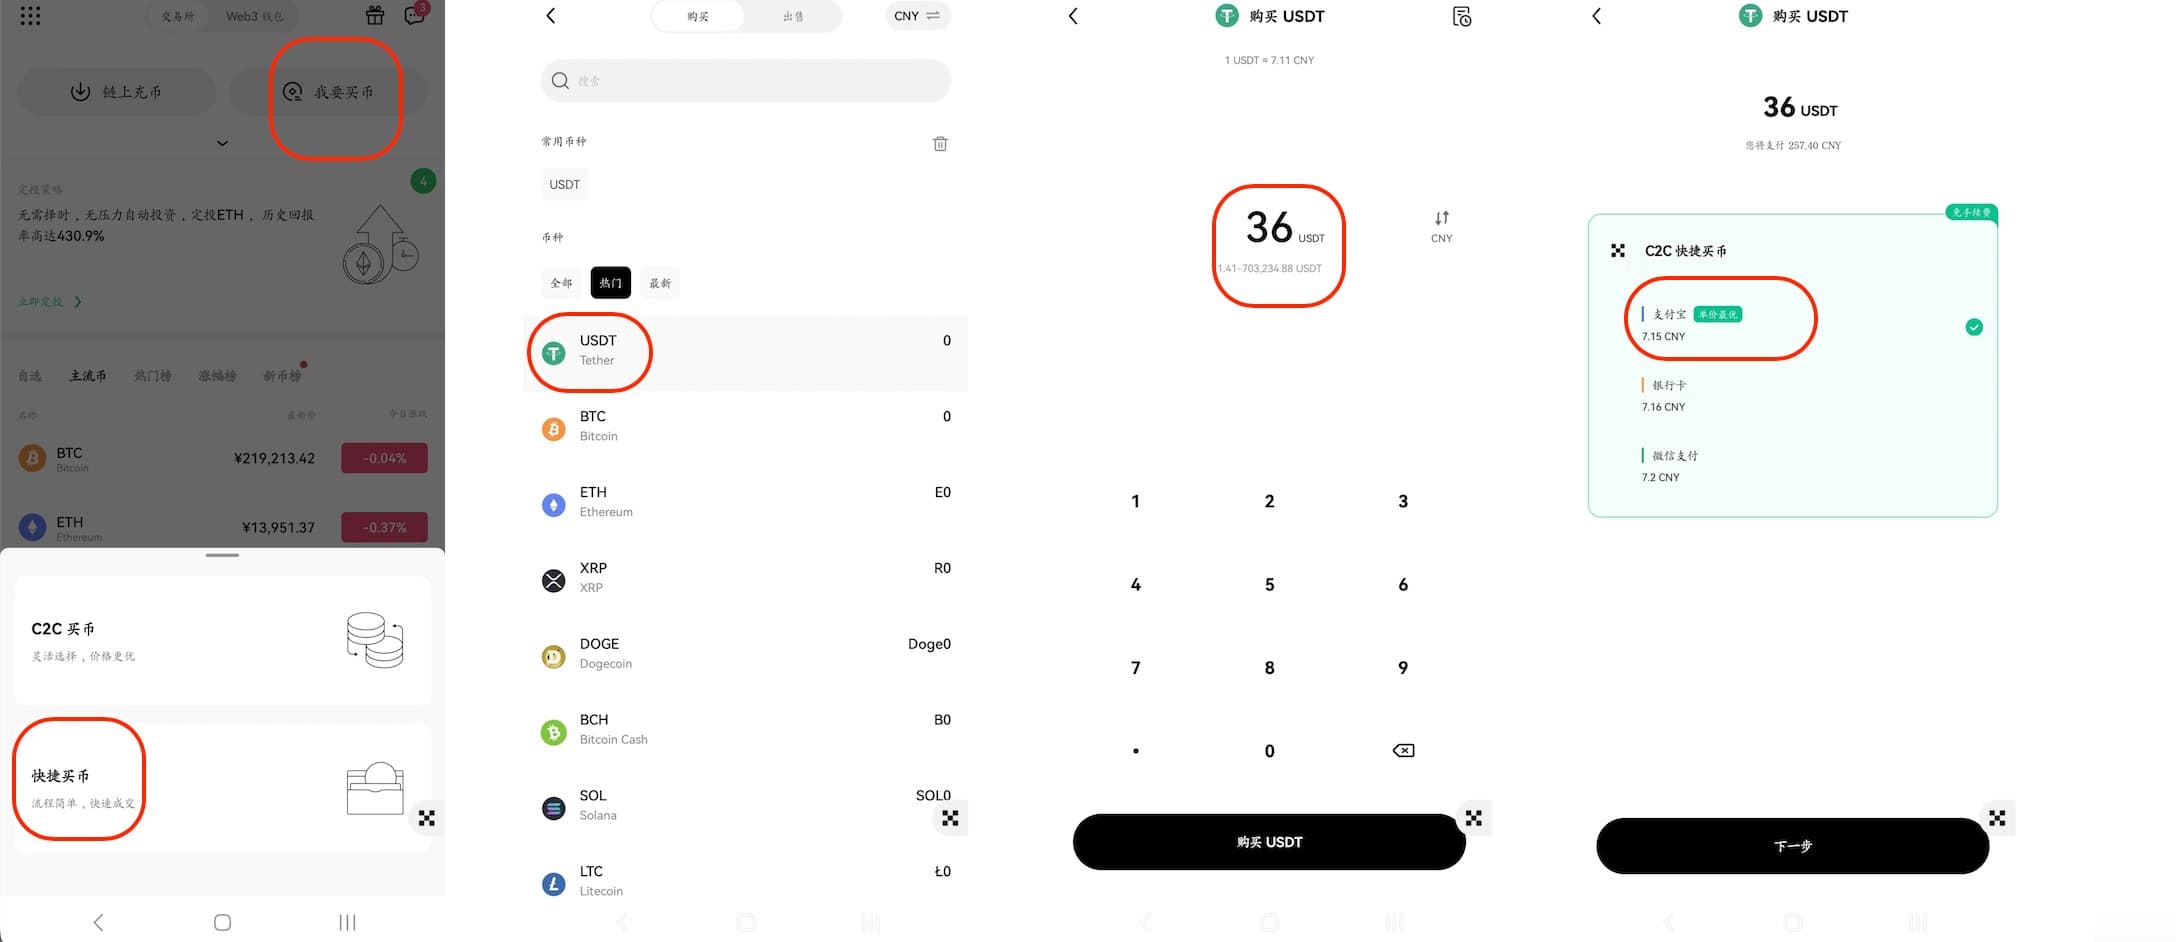 交易所
Web3 钱包
3
链上充币
我要买币
4
定投策略
无需择时，无压力自动投资，定投ETH， 历史回报
率高达430.9%
立即定投
自选
主流币
热门榜
涨幅榜
新币榜
名称
最新价
今日涨跌
BTC
Bitcoin
¥219,213.42
-0.04%
ETH
Ethereum
¥13,951.37
-0.37%
C2C 买币
灵活选择，价格更优
快捷买币
流程简单，快速成交
购买
出售
CNY
搜索
常用币种
USDT
币种
全部
热门
最新
USDT
Tether
0
BTC
Bitcoin
0
ETH
Ethereum
E0
XRP
XRP
R0
DOGE
Dogecoin
Doge0
BCH
Bitcoin Cash
B0
SOL
Solana
SOL0
LTC
Litecoin
Ł0
购买 USDT
1 USDT ≈ 7.11 CNY
36 USDT
1.41-703,234.88 USDT
CNY
1
2
3
4
5
6
7
8
9
.
0
购买 USDT
购买 USDT
36 USDT
您将支付 257.40 CNY
免手续费
C2C 快捷买币
支付宝
单价最优
7.15 CNY
银行卡
7.16 CNY
微信支付
7.2 CNY
下一步